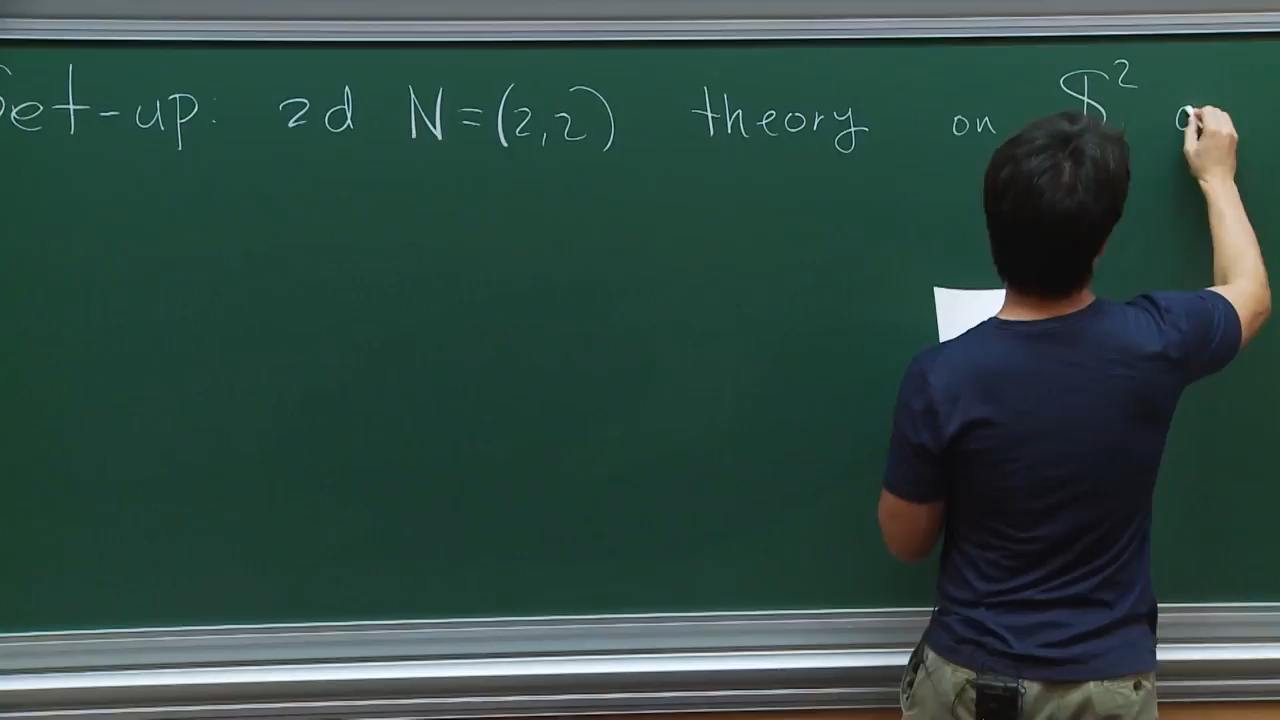 Set-up: 2d N=(2,2) theory on S²